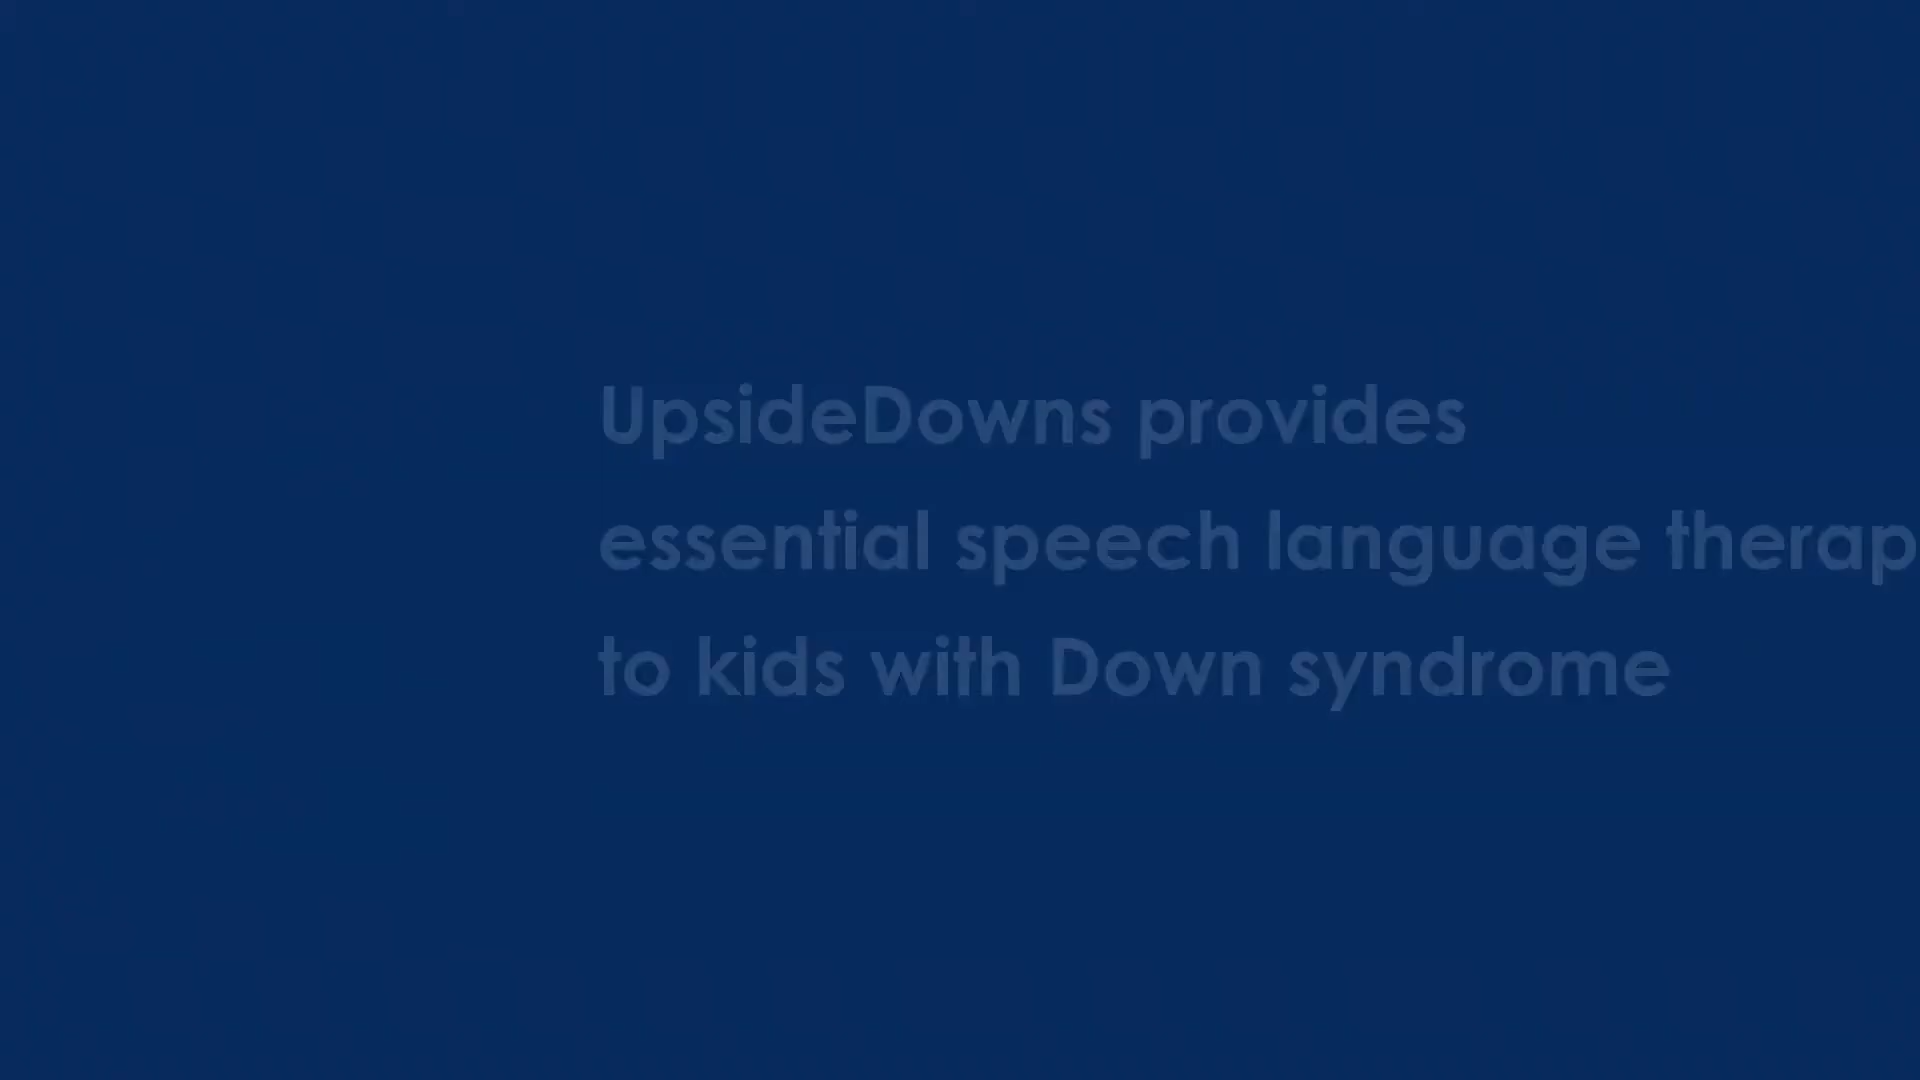 UpsideDowns provides
essential speech language therap
to kids with Down syndrome